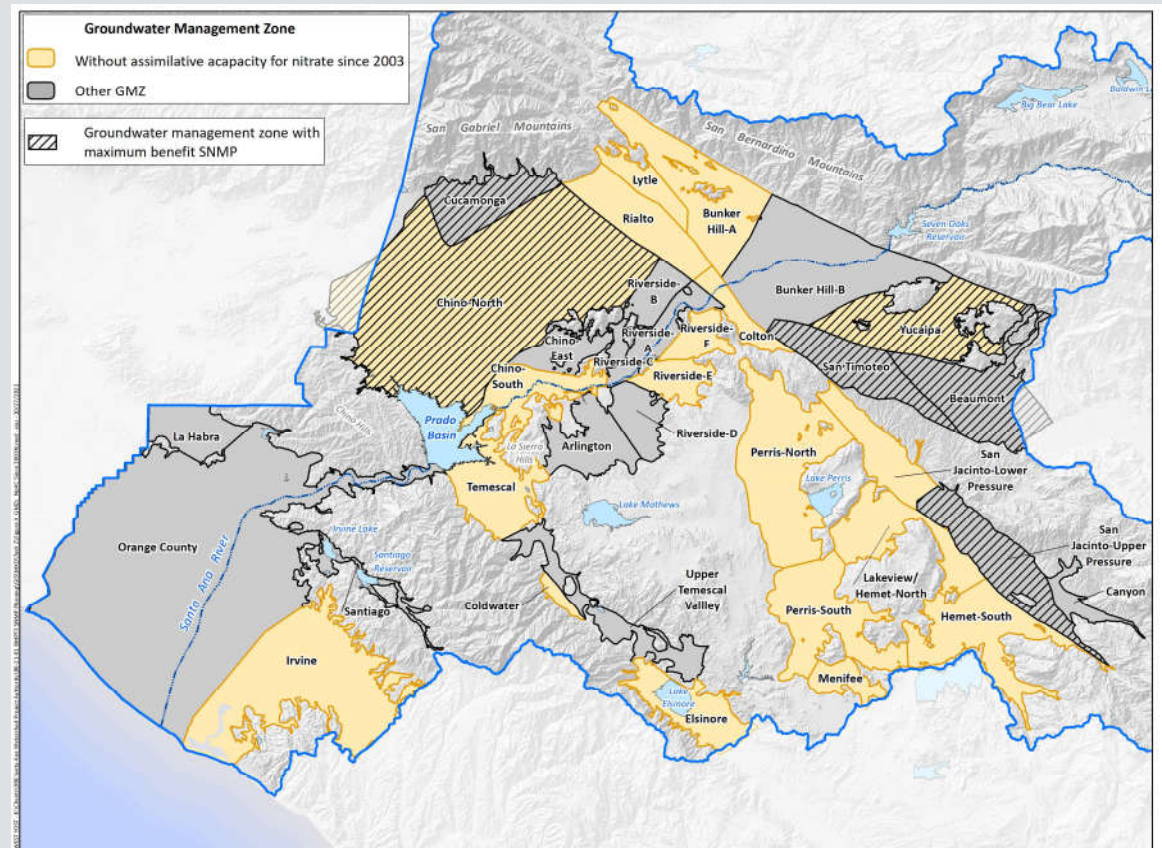 Groundwater Management Zone
Without assimilative acapacity for nitrate since 2003
Other GMZ
Groundwater management zone with
maximum benefit SNMP
San Gabriel Mountains
San Bernardino Mountains
Big Bear Lake
Baldwin L
Seven Oaks
Reservoir
Cucamonga
Lytle
Rialto
Bunker
Hill-A
Bunker Hill-B
Chino-North
Riverside-
B
Riverside-
A
Riverside-
F
Riverside-C
Chino-
East
Chino-
South
Colton
Yucaipa
San Timoteo
Beaumont
Riverside-E
Riverside-D
Prado
Basin
La Sierra
Hills
Arlington
Chino Hills
La Habra
Temescal
Perris-North
Lake Perris
San
Jacinto-Lower
Pressure
Lake Mathews
Orange County
Santa Ana River
Irvine Lake
Santiago
Reservoir
Santiago
Coldwater
Upper
Temescal
Vallley
Lakeview/
Hemet-North
San
Jacinto-Upper
Pressure
Canyon
Perris-South
Hemet-South
Irvine
Menifee
Lake
Elsinore
Elsinore